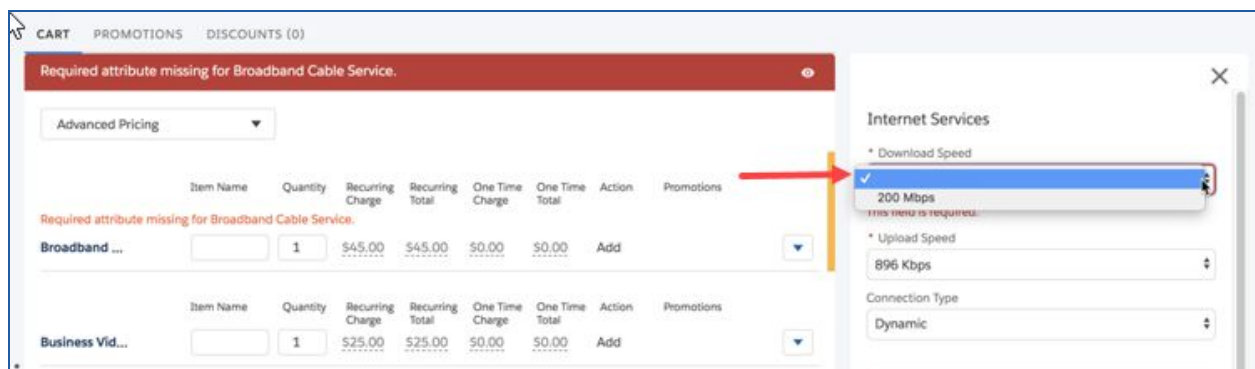 CART PROMOTIONS DISCOUNTS (0)
Required attribute missing for Broadband Cable Service.
Advanced Pricing
Item Name Quantity Recurring Charge Recurring Total One Time Charge One Time Total Action Promotions
Required attribute missing for Broadband Cable Service.
Broadband ... 1 $45.00 $45.00 $0.00 $0.00 Add
Item Name Quantity Recurring Charge Recurring Total One Time Charge One Time Total Action Promotions
Business Vid... 1 $25.00 $25.00 $0.00 $0.00 Add
Internet Services
* Download Speed
200 Mbps
This field is required.
* Upload Speed
896 Kbps
Connection Type
Dynamic